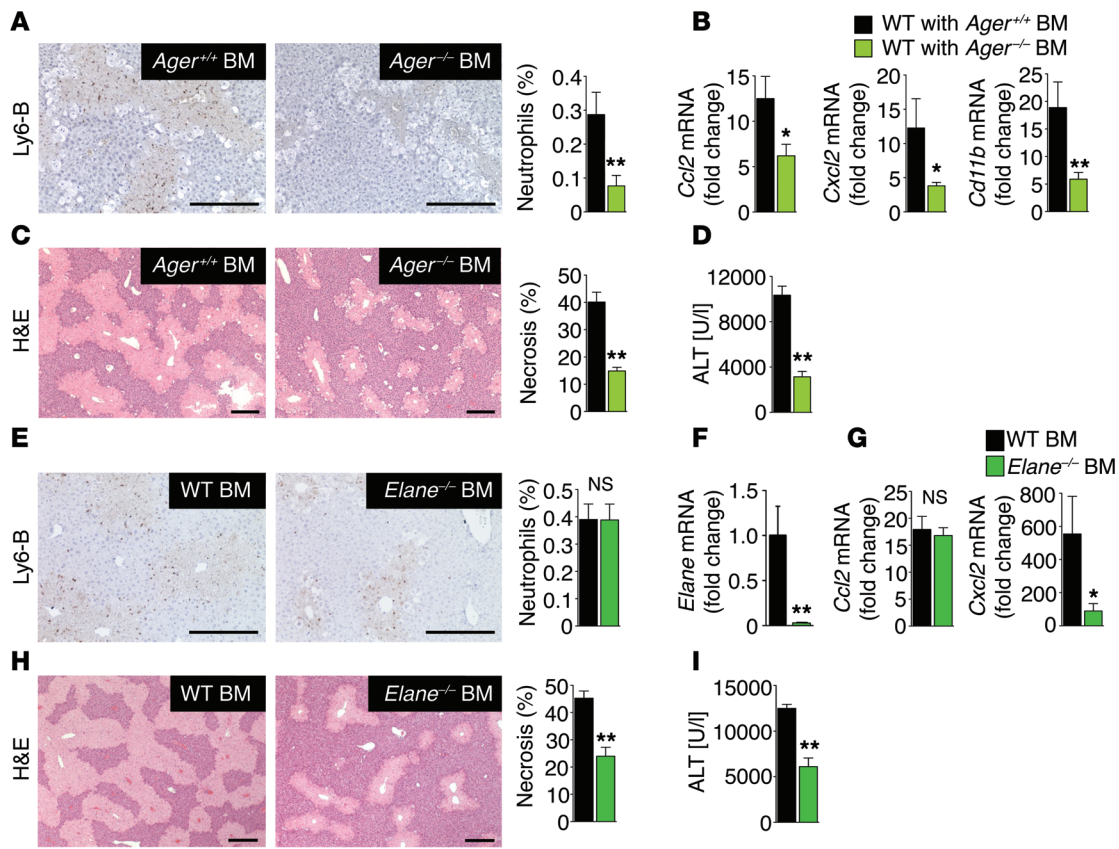 A
Ly6-B
Ager+/+ BM
Ager–/– BM
Neutrophils (%)
0.4
0.3
0.2
0.1
0
**
B
WT with Ager+/+ BM
WT with Ager–/– BM
Ccl2 mRNA
(fold change)
15
10
5
0
*
Cxcl2 mRNA
(fold change)
20
15
10
5
0
*
Cd11b mRNA
(fold change)
25
20
15
10
5
0
**
C
H&E
Ager+/+ BM
Ager–/– BM
Necrosis (%)
50
40
30
20
10
0
**
D
ALT [U/l]
12000
8000
4000
0
**
E
Ly6-B
WT BM
Elane–/– BM
Neutrophils (%)
0.5
0.4
0.3
0.2
0.1
0
NS
F
Elane mRNA
(fold change)
1.5
1.0
0.5
0
**
G
WT BM
Elane–/– BM
Ccl2 mRNA
(fold change)
25
20
15
10
5
0
NS
Cxcl2 mRNA
(fold change)
800
600
400
200
0
*
H
H&E
WT BM
Elane–/– BM
Necrosis (%)
50
40
30
20
10
0
**
I
ALT [U/l]
15000
10000
5000
0
**